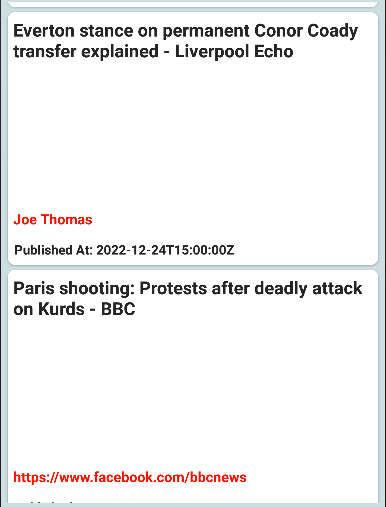 Everton stance on permanent Conor Coady
transfer explained - Liverpool Echo
Joe Thomas
Published At: 2022-12-24T15:00:00Z
Paris shooting: Protests after deadly attack
on Kurds - BBC
https://www.facebook.com/bbcnews